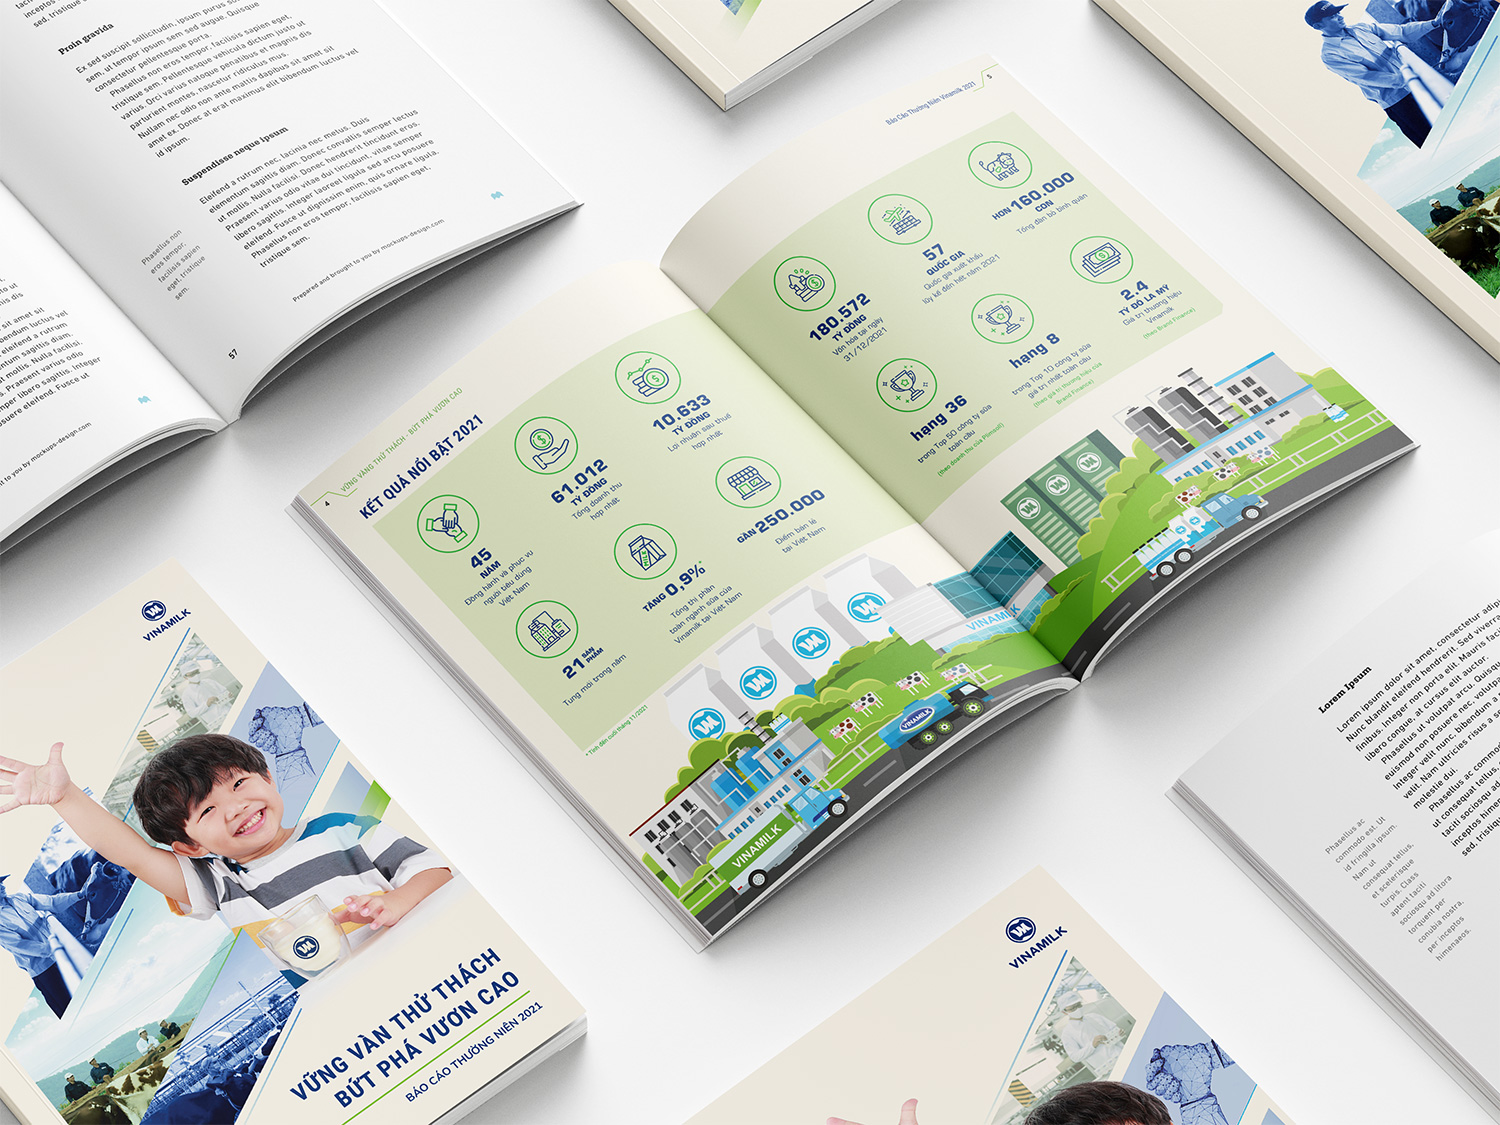 inceptos
sed, tristique
Proin gravida
Ex sed suscipit sollicitudin, ipsum purus
sem, ut tempor ipsum sem sed augue. Quisque
consectetur pellentesque porta.
Phasellus non eros tempor, facilisis sapien eget,
tristique sem. Pellentesque vehicula dictum justo ut
varius. Orci varius natoque penatibus et magnis dis
parturient montes, nascetur ridiculus mus.
Nullam nec odio non ante mattis dapibus sit amet sit
amet ex. Donec at erat maximus elit bibendum luctus vel
id ipsum.
Suspendisse neque ipsum
Eleifend a rutrum nec, lacinia nec metus. Duis
elementum sagittis diam. Donec convallis semper lectus
ut mollis. Nulla facilisi. Donec hendrerit tincidunt eros.
Praesent varius odio vitae dui tincidunt, vitae semper
libero sagittis. Integer laoreet ligula sed arcu posuere
eleifend. Fusce ut dignissim enim, quis ornare ligula.
Phasellus non eros tempor, facilisis sapien eget,
tristique sem.
Phasellus non
eros tempor,
facilisis sapien
eget, tristique
sem.
Prepared and brought to you by mockups-design.com
57
sit amet sit
bendum luctus vel
eleifend a rutrum
mentum sagittis diam
ut mollis. Nulla facilisi.
s. Praesent varius odio
mper libero sagittis. Integer
osuere eleifend. Fusce ut
to you by mockups-design.com
4
VỮNG VÀNG THỬ THÁCH - BỨT PHÁ VƯƠN CAO
KẾT QUẢ NỔI BẬT 2021
45
NĂM
Đồng hành và phục vụ
người tiêu dùng
Việt Nam
61.012
TỶ ĐỒNG
Tổng doanh thu
hợp nhất
10.633
TỶ ĐỒNG
Lợi nhuận sau thuế
hợp nhất
21 SẢN
PHẨM
Tung mới trong năm
TĂNG 0,9%
Tổng thị phần
toàn ngành sữa của
Vinamilk tại Việt Nam
GẦN 250.000
Điểm bán lẻ
tại Việt Nam
* Tính đến cuối tháng 11/2021
Báo Cáo Thường Niên Vinamilk 2021
5
180.572
TỶ ĐỒNG
Vốn hóa tại ngày
31/12/2021
57
QUỐC GIA
Quốc gia xuất khẩu
lũy kế đến hết năm 2021
HƠN 160.000
CON
Tổng đàn bò bình quân
hạng 36
trong Top 50 công ty sữa
toàn cầu
(theo doanh thu của Plimsoll)
hạng 8
trong Top 10 công ty sữa
giá trị nhất toàn cầu
(theo giá trị thương hiệu của
Brand Finance)
2.4
TỶ ĐÔ LA MỸ
Giá trị thương hiệu
Vinamilk
(theo Brand Finance)
VINAMILK
VINAMILK
VINAMILK
VINAMILK
VỮNG VÀN THỬ THÁCH
BỨT PHÁ VƯƠN CAO
BÁO CÁO THƯỜNG NIÊN 2021
VINAMILK
Lorem Ipsum
Lorem ipsum dolor sit amet, consectetur adipi
Nunc blandit eleifend hendrerit. Sed viverra
finibus. Integer non porta elit. Mauris
libero congue, at cursus elit auctor.
Phasellus ut volutpat arcu. Quisque
euismod non posuere nec, volutp
Integer velit nunc, bibendum a
velit. Nam ultricies risus a so
molestie dui.
Phasellus ac commo
ut consequat tellus,
taciti sociosqu ad
inceptos hime
sed, tristi
Phasellus ac
commodo est. Ut
id fringilla ipsum.
Nam ut
consequat tellus,
et scelerisque
turpis. Class
aptent taciti
sociosqu ad litora
torquent per
conubia nostra,
per inceptos
himenaeos.